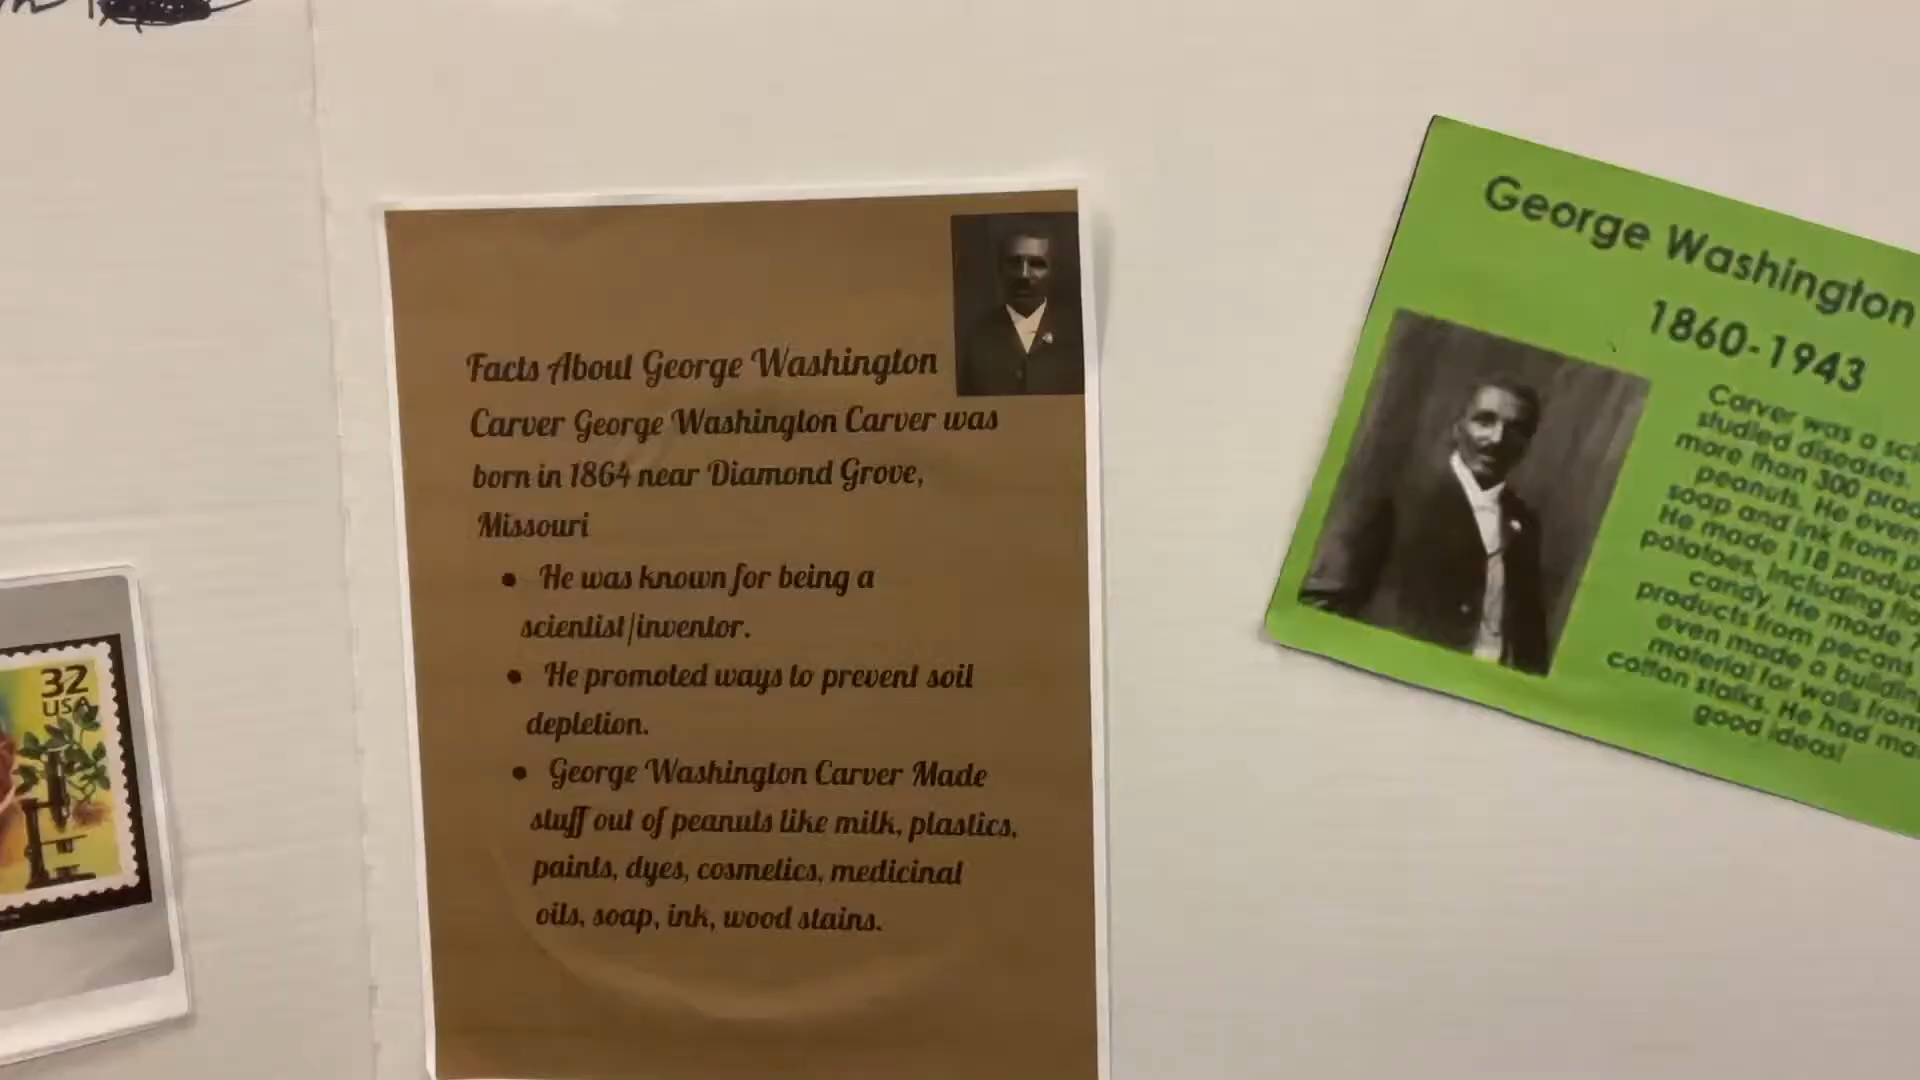 32
USA
Facts About George Washington
Carver George Washington Carver was
born in 1864 near Diamond Grove,
Missouri
● He was known for being a
scientist/inventor.
● He promoted ways to prevent soil
depletion.
● George Washington Carver Made
stuff out of peanuts like milk, plastics,
paints, dyes, cosmetics, medicinal
oils, soap, ink, wood stains.
George Washington
1860-1943
Carver was a
studied diseases.
more than 300
peanuts. He even
soap and ink from
He made 118
potatoes, including
candy. He made
products from pecans
even made a building
material for walls from
cotton stalks. He had
good ideas!